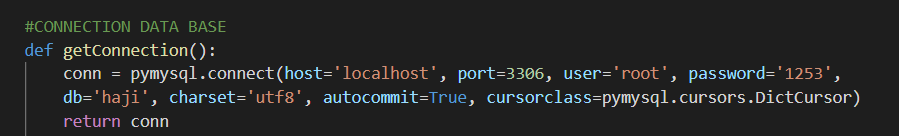 #CONNECTION DATA BASE
def getConnection():
    conn = pymysql.connect(host='localhost', port=3306, user='root', password='1253',
    db='haji', charset='utf8', autocommit=True, cursorclass=pymysql.cursors.DictCursor)
    return conn